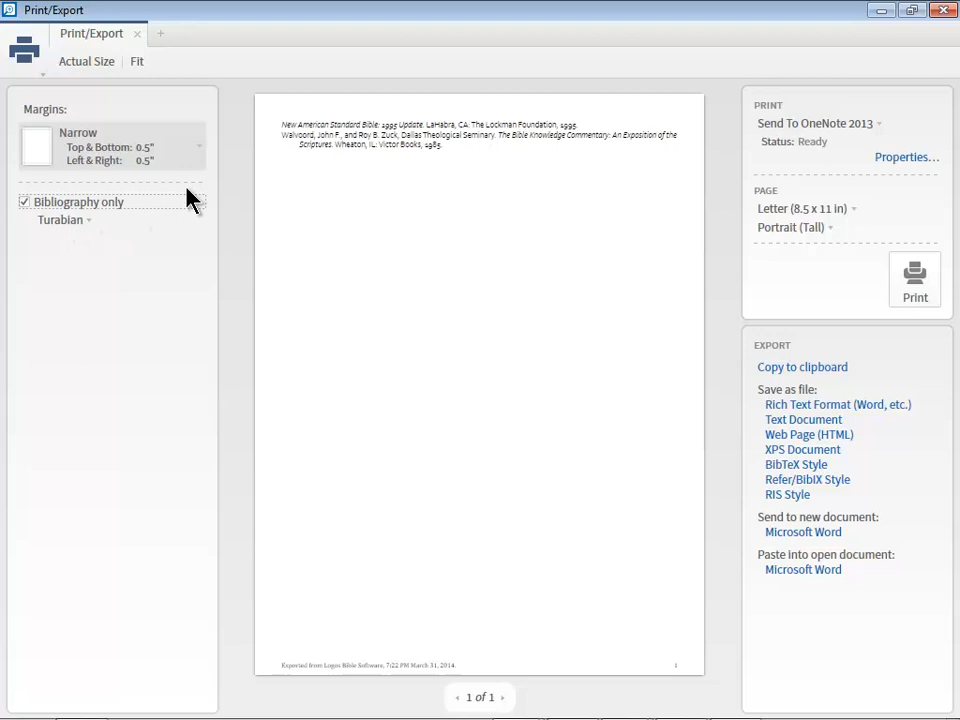 Print/Export
Print/Export
Actual Size
Fit
Margins:
Narrow
Top & Bottom: 0.5"
Left & Right: 0.5"
Bibliography only
Turabian
New American Standard Bible: 1995 Update. LaHabra, CA: The Lockman Foundation, 1995.
Walvoord, John F., and Roy B. Zuck, Dallas Theological Seminary. The Bible Knowledge Commentary: An Exposition of the
Scriptures. Wheaton, IL: Victor Books, 1985.
Exported from Logos Bible Software, 7:22 PM March 31, 2014.
1
1 of 1
PRINT
Send To OneNote 2013
Status: Ready
Properties...
PAGE
Letter (8.5 x 11 in)
Portrait (Tall)
Print
EXPORT
Copy to clipboard
Save as file:
Rich Text Format (Word, etc.)
Text Document
Web Page (HTML)
XPS Document
BibTeX Style
Refer/BibIX Style
RIS Style
Send to new document:
Microsoft Word
Paste into open document:
Microsoft Word